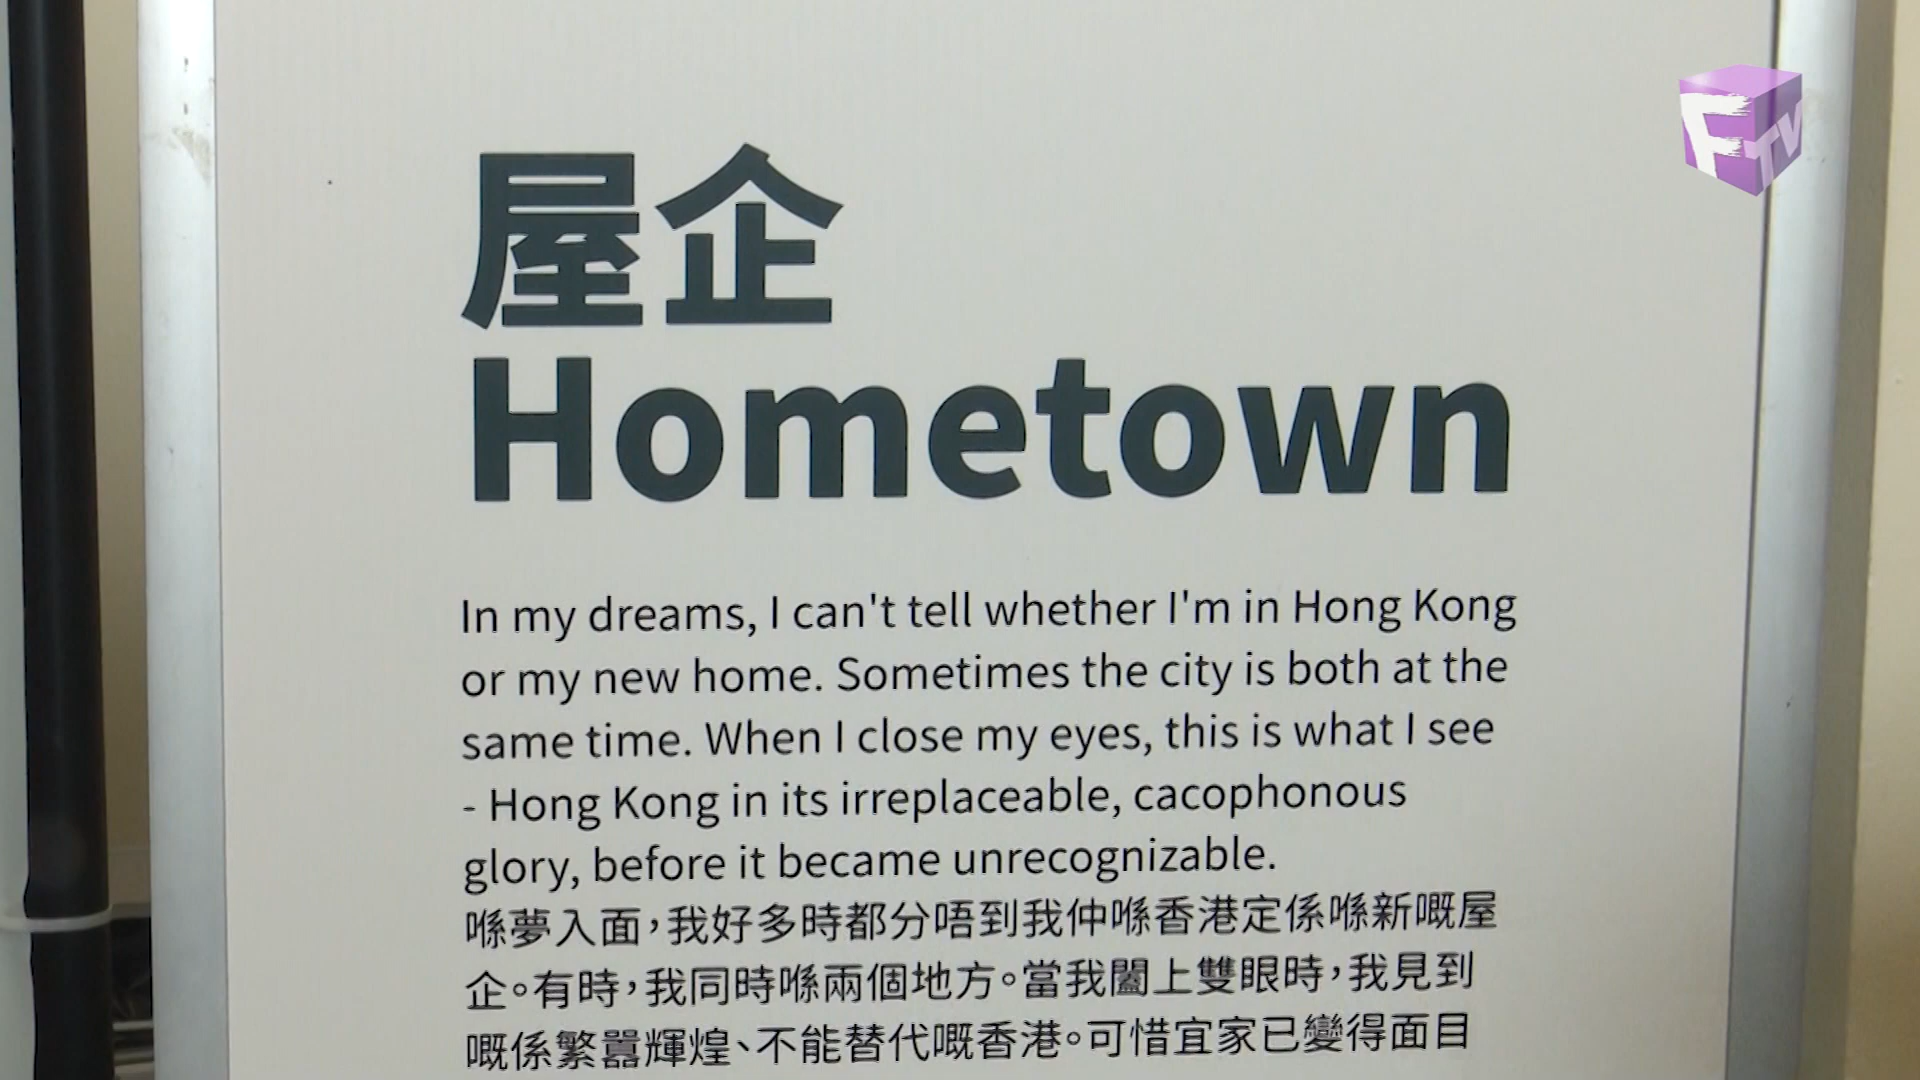 FTV
屋企
Hometown
In my dreams, I can't tell whether I'm in Hong Kong
or my new home. Sometimes the city is both at the
same time. When I close my eyes, this is what I see
- Hong Kong in its irreplaceable, cacophonous
glory, before it became unrecognizable.
喺夢入面，我好多時都分唔到我仲喺香港定係喺新嘅屋
企。有時，我同時喺兩個地方。當我闔上雙眼時，我見到
嘅係繁囂輝煌、不能替代嘅香港。可惜宜家已變得面目